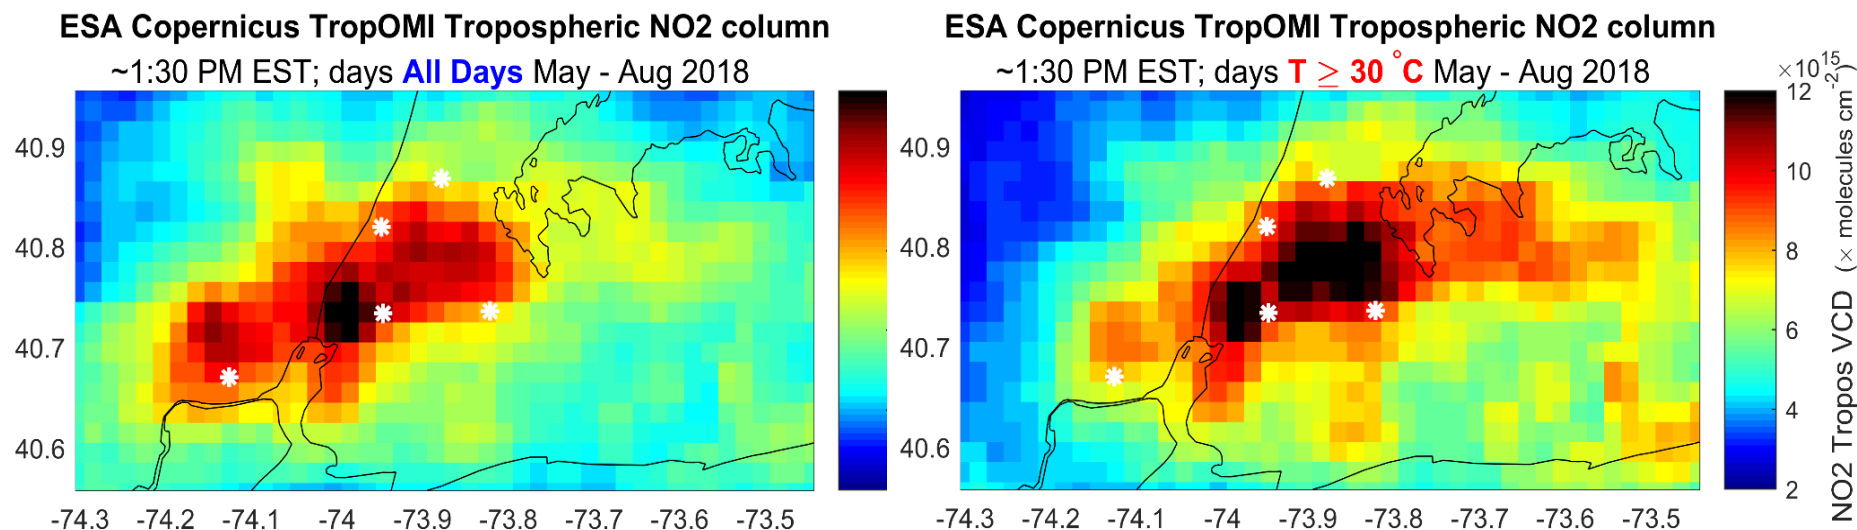 ESA Copernicus TropOMI Tropospheric NO2 column
~1:30 PM EST; days All Days May - Aug 2018
40.9
40.8
40.7
40.6
-74.3 -74.2 -74.1 -74 -73.9 -73.8 -73.7 -73.6 -73.5
ESA Copernicus TropOMI Tropospheric NO2 column
~1:30 PM EST; days T ≥ 30 °C May - Aug 2018
40.9
40.8
40.7
40.6
-74.3 -74.2 -74.1 -74 -73.9 -73.8 -73.7 -73.6 -73.5
×10^15
12
10
8
6
4
2
NO2 Tropos VCD (× molecules cm^-2)